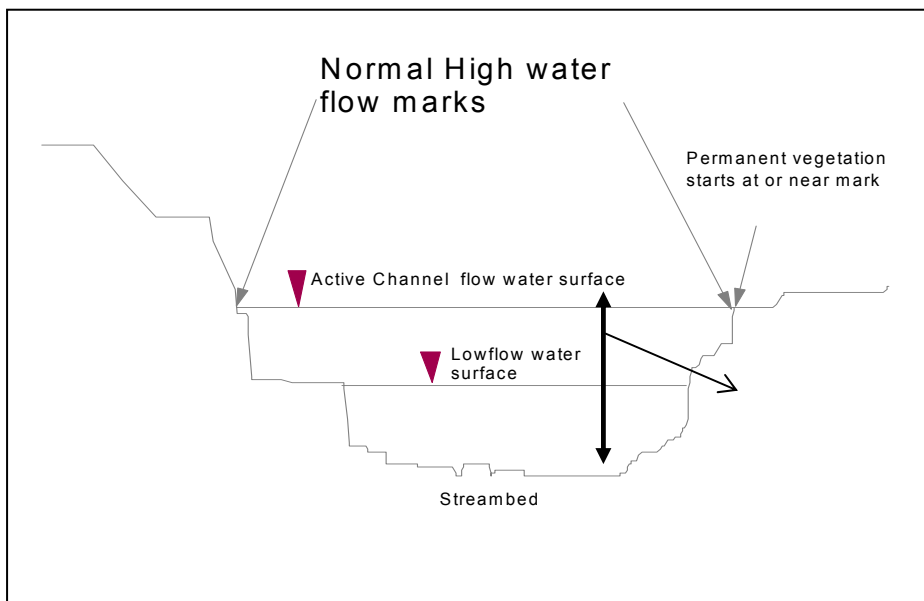 Normal High water
flow marks
Permanent vegetation
starts at or near mark
Active Channel flow water surface
Lowflow water
surface
Streambed